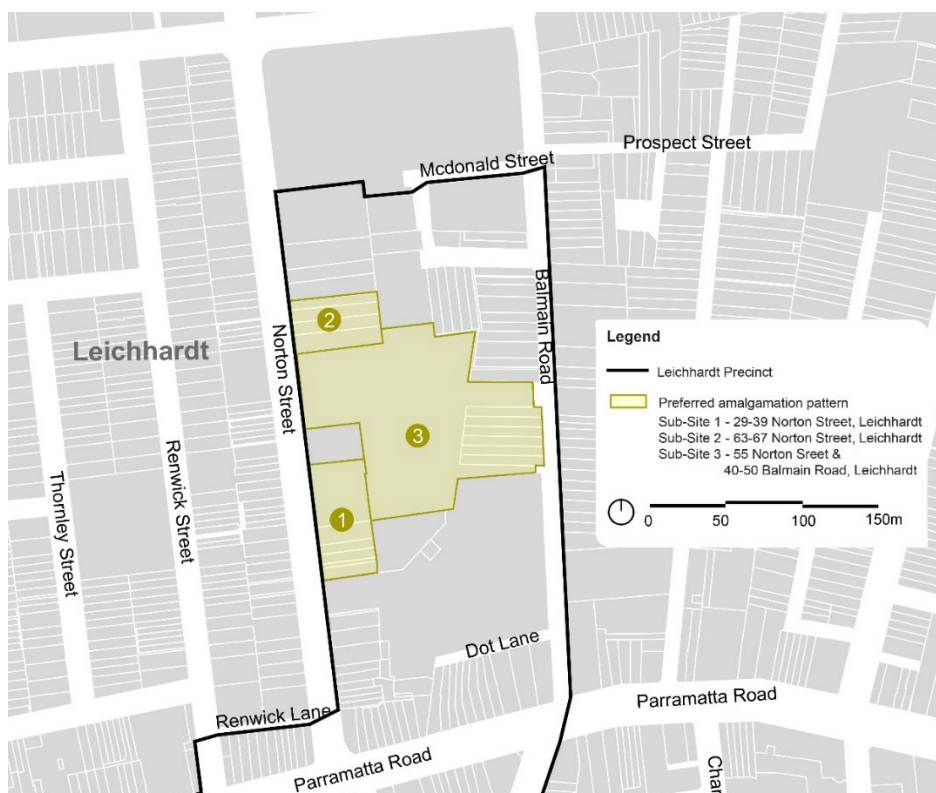 Prospect Street
Mcdonald Street
Balmain Road
Norton Street
Leichhardt
Renwick Street
Thornley Street
2
3
1
Legend
Leichhardt Precinct
Preferred amalgamation pattern
Sub-Site 1 - 29-39 Norton Street, Leichhardt
Sub-Site 2 - 63-67 Norton Street, Leichhardt
Sub-Site 3 - 55 Norton Sreet &
40-50 Balmain Road, Leichhardt
0 50 100 150m
Dot Lane
Renwick Lane
Parramatta Road
Parramatta Road
Char